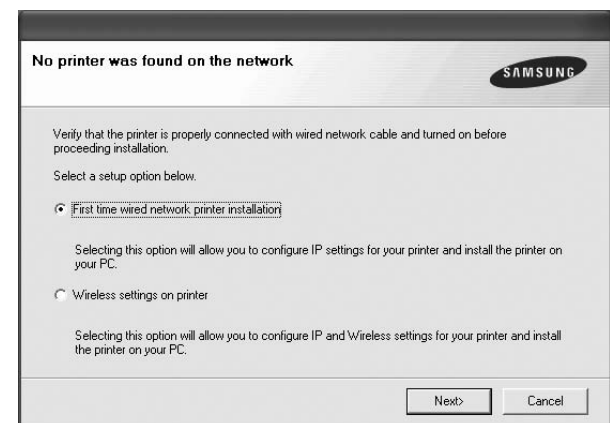 No printer was found on the network
SAMSUNG
Verify that the printer is properly connected with wired network cable and turned on before
proceeding installation.
Select a setup option below.
First time wired network printer installation
Selecting this option will allow you to configure IP settings for your printer and install the printer on
your PC.
Wireless settings on printer
Selecting this option will allow you to configure IP and Wireless settings for your printer and install
the printer on your PC.
Next> Cancel